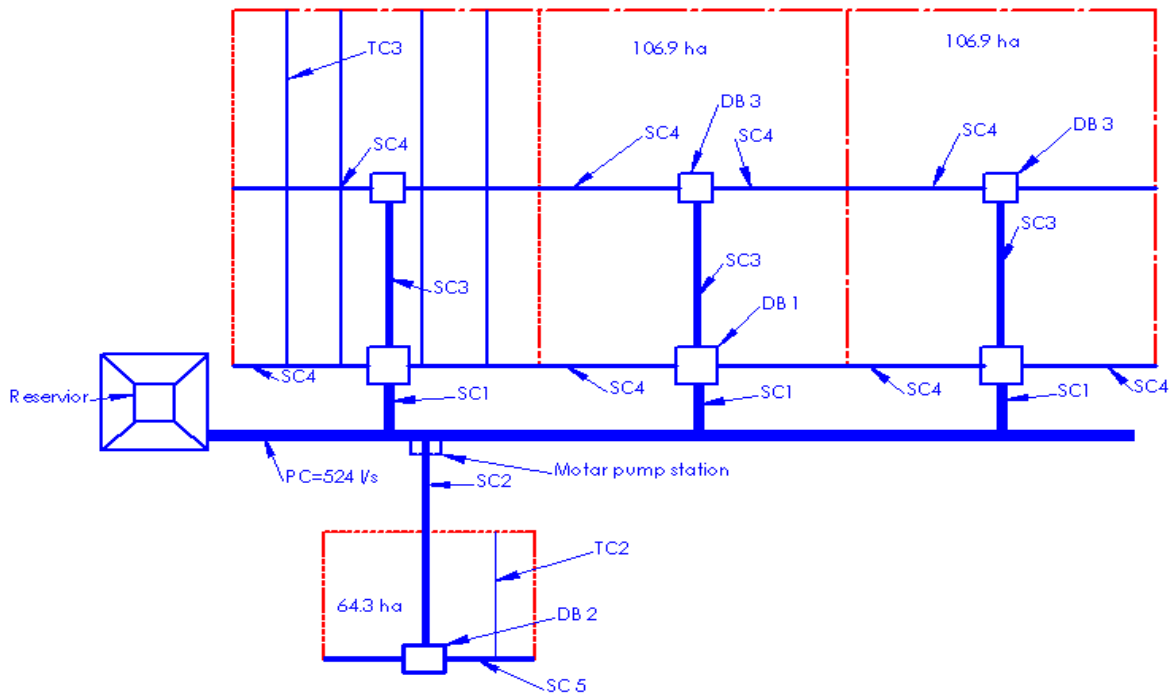 106.9 ha
106.9 ha
TC3
DB 3
DB 3
SC4
SC4
SC4
SC4
SC3
SC3
SC3
DB 1
SC4
SC4
SC4
SC4
SC1
SC1
SC1
Reservior
PC=524 l/s
Motar pump station
SC2
TC2
64.3 ha
DB 2
SC 5